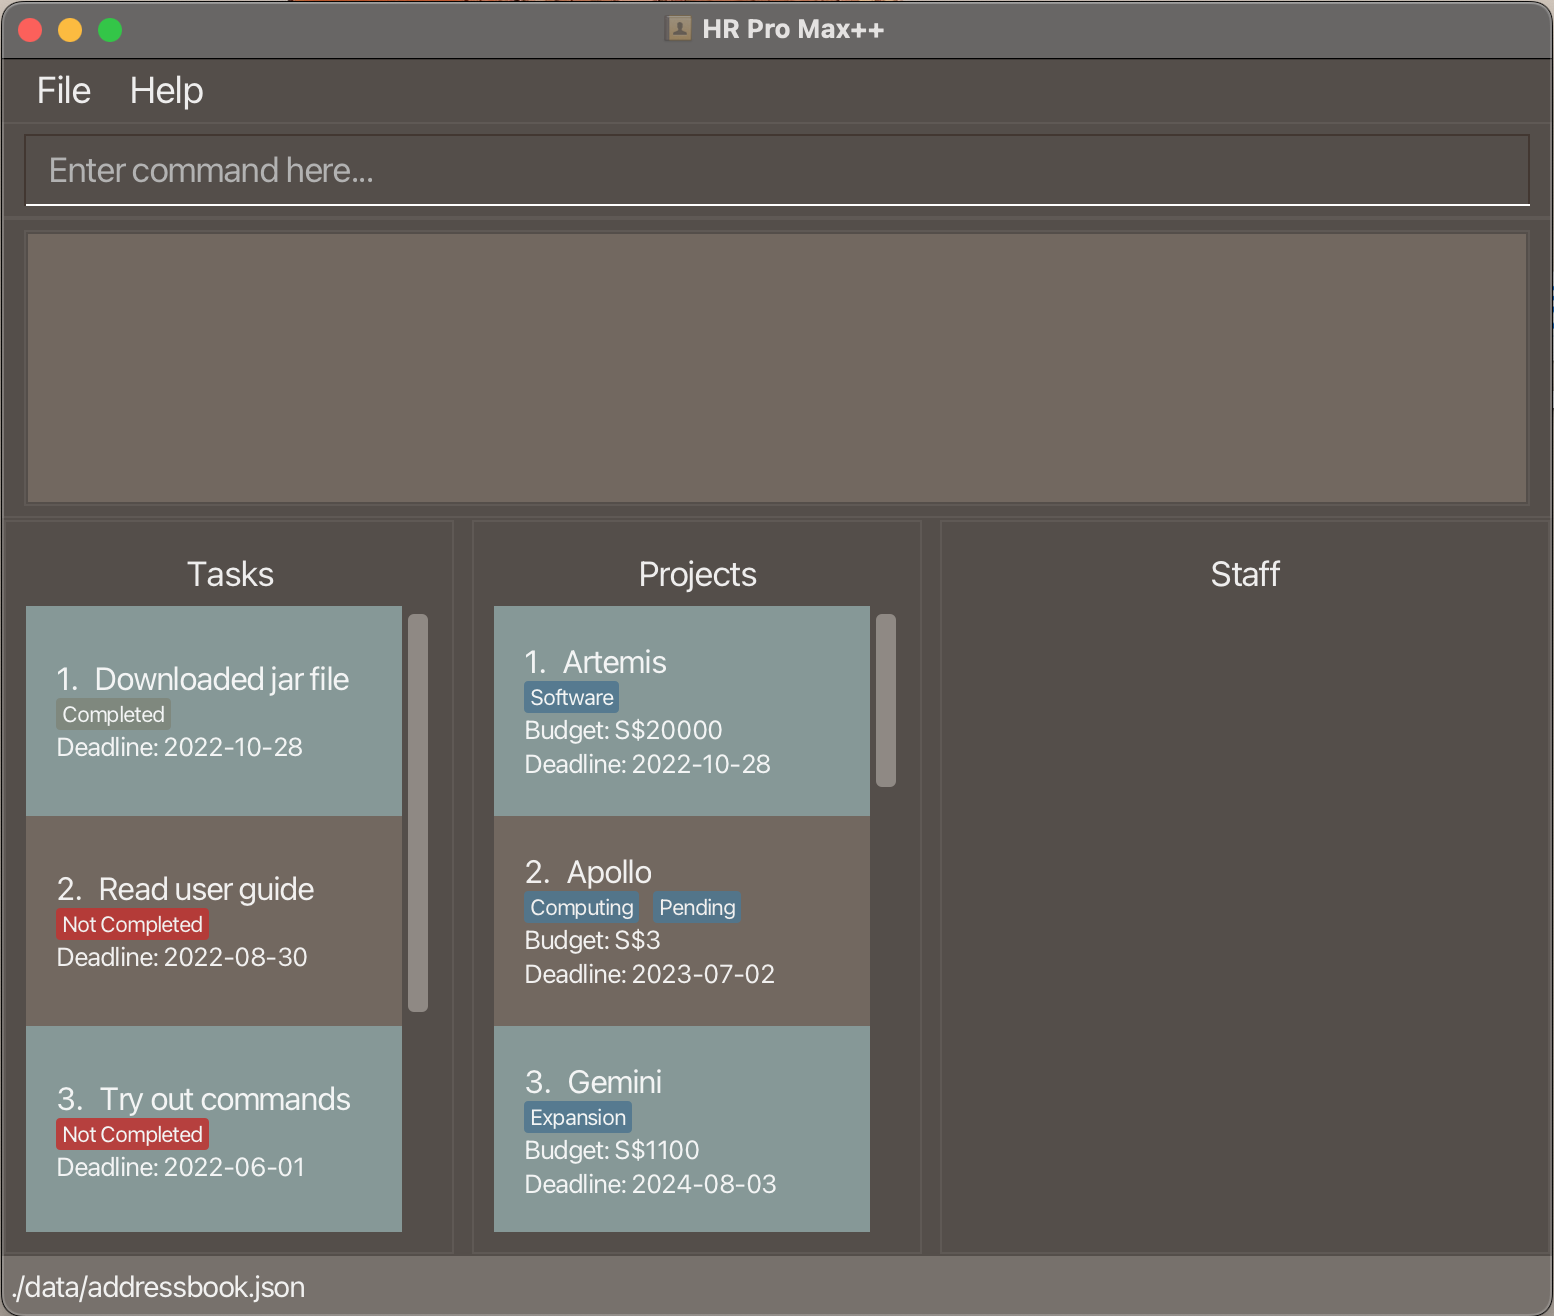 HR Pro Max++
File Help
Enter command here...
Tasks
1. Downloaded jar file
Completed
Deadline: 2022-10-28
2. Read user guide
Not Completed
Deadline: 2022-08-30
3. Try out commands
Not Completed
Deadline: 2022-06-01
Projects
1. Artemis
Software
Budget: S$20000
Deadline: 2022-10-28
2. Apollo
Computing Pending
Budget: S$3
Deadline: 2023-07-02
3. Gemini
Expansion
Budget: S$1100
Deadline: 2024-08-03
Staff
./data/addressbook.json